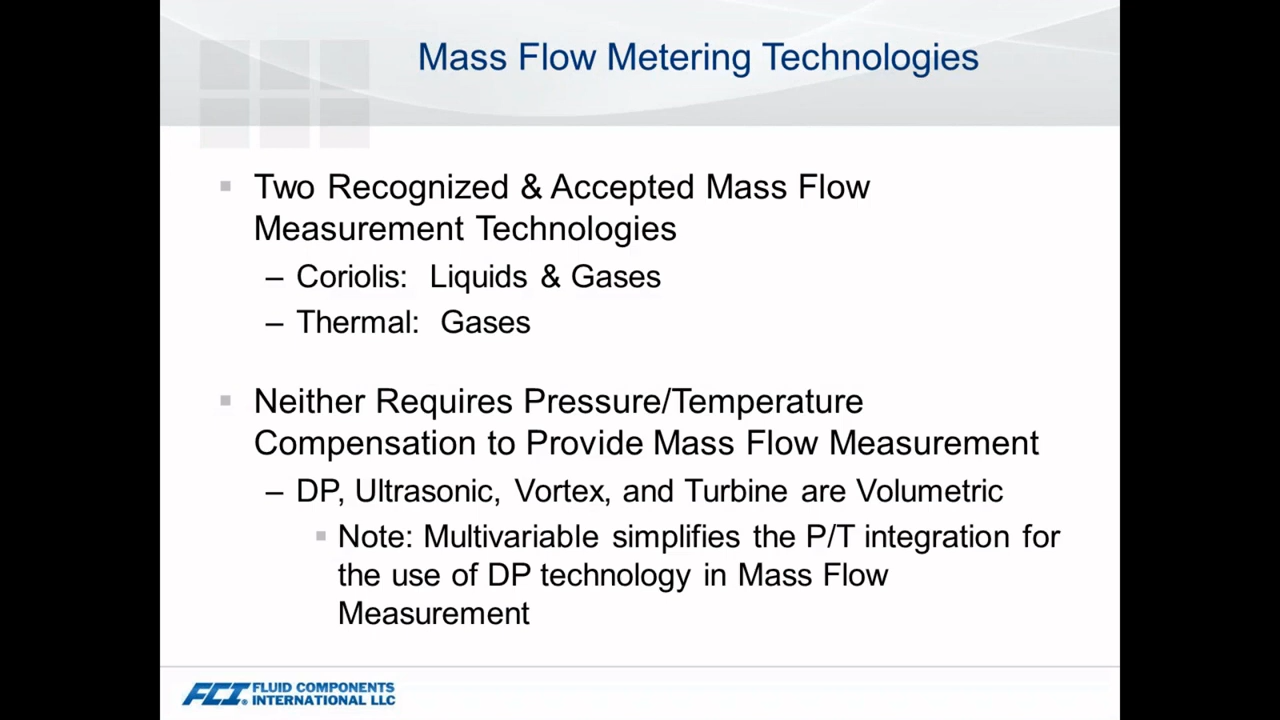 Mass Flow Metering Technologies
▪ Two Recognized & Accepted Mass Flow
Measurement Technologies
– Coriolis: Liquids & Gases
– Thermal: Gases
▪ Neither Requires Pressure/Temperature
Compensation to Provide Mass Flow Measurement
– DP, Ultrasonic, Vortex, and Turbine are Volumetric
▪ Note: Multivariable simplifies the P/T integration for
the use of DP technology in Mass Flow
Measurement
FCI® FLUID COMPONENTS
INTERNATIONAL LLC